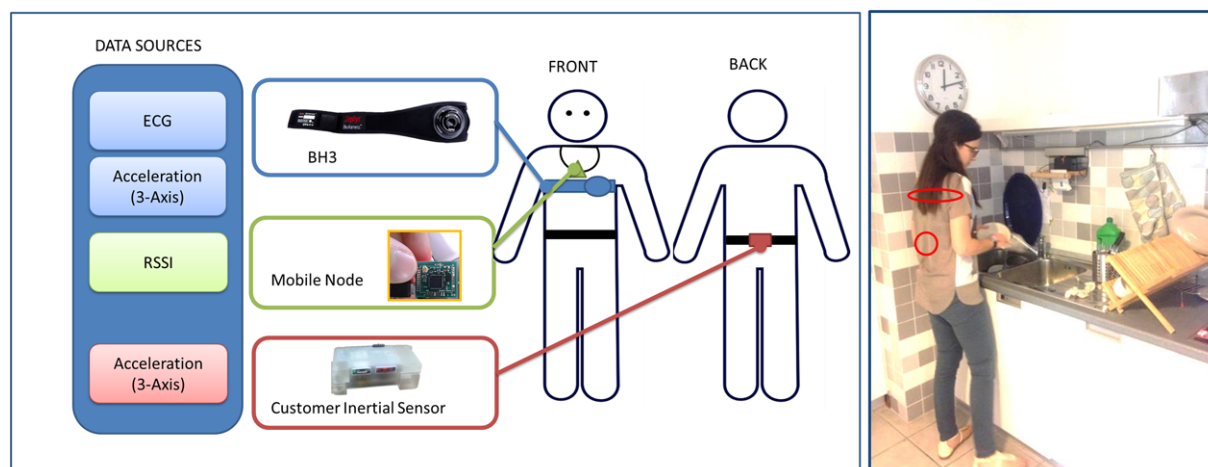 DATA SOURCES
ECG
Acceleration
(3-Axis)
RSSI
Acceleration
(3-Axis)
BH3
Mobile Node
Customer Inertial Sensor
FRONT
BACK